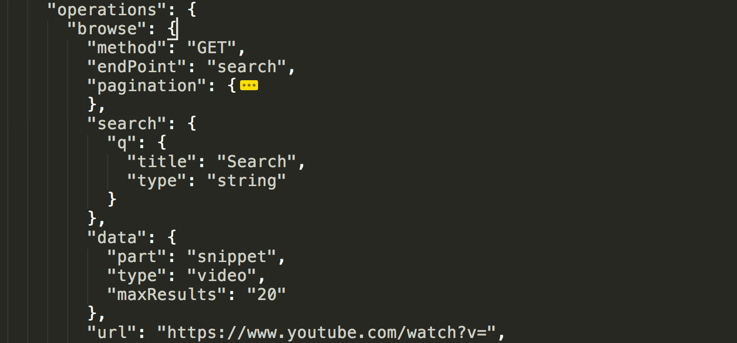 "operations": {
"browse": {
"method": "GET",
"endPoint": "search",
"pagination": {•••
},
"search": {
"q": {
"title": "Search",
"type": "string"
}
},
"data": {
"part": "snippet",
"type": "video",
"maxResults": "20"
},
"url": "https://www.youtube.com/watch?v=",